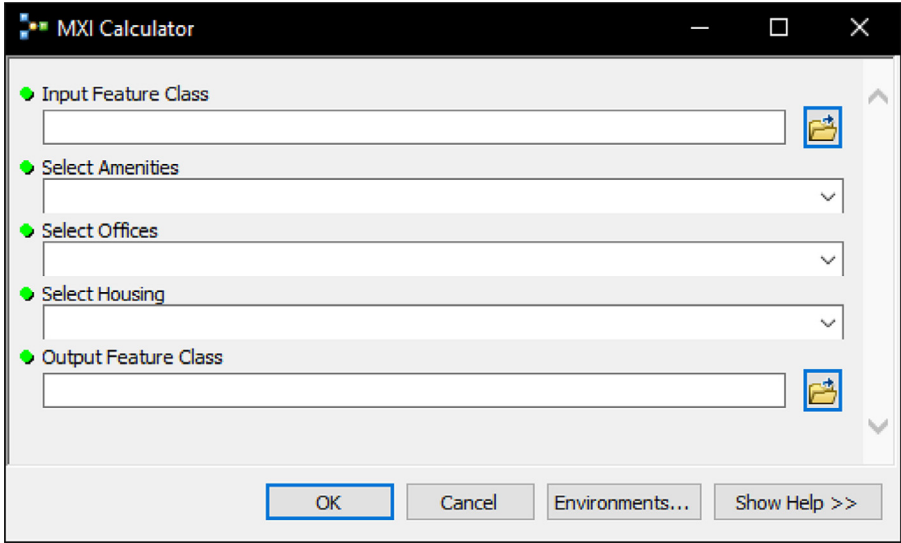 MXI Calculator
Input Feature Class
Select Amenities
Select Offices
Select Housing
Output Feature Class
OK Cancel Environments... Show Help >>